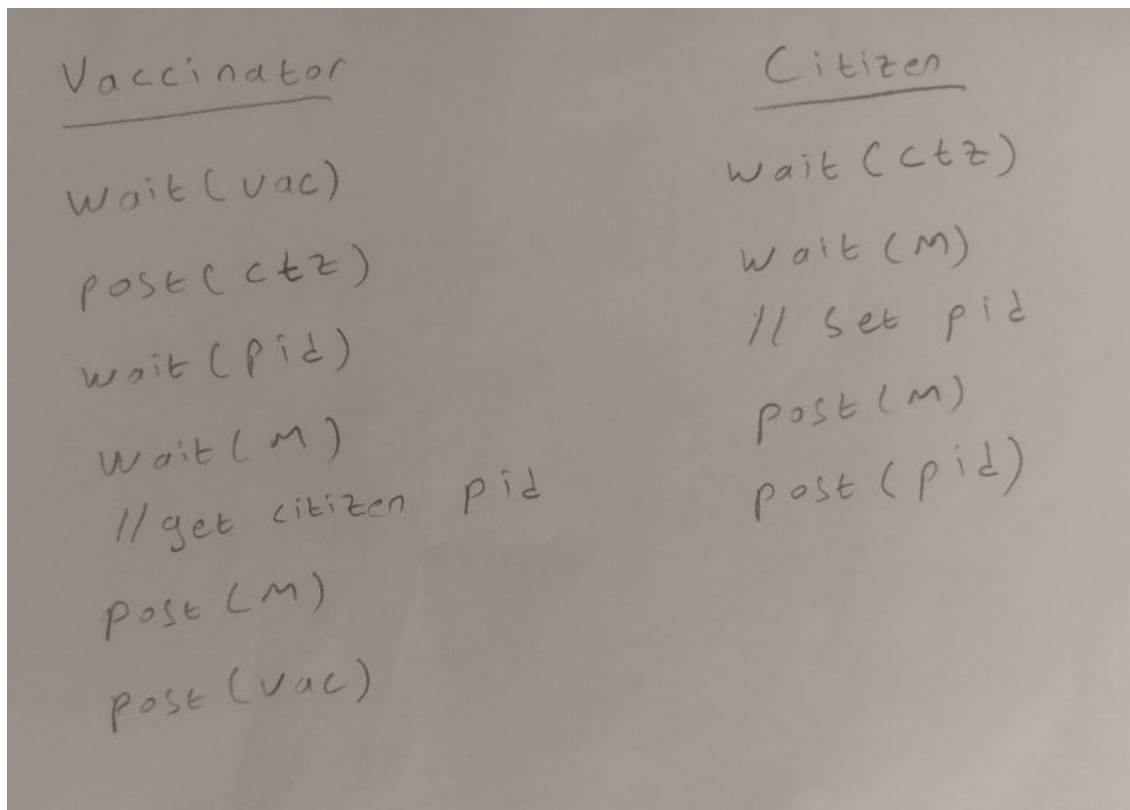 Vaccinator
wait(vac)
post(ctz)
wait(pid)
wait(m)
//get citizen pid
post(m)
post(vac)
Citizen
wait(ctz)
wait(m)
// set pid
post(m)
post(pid)